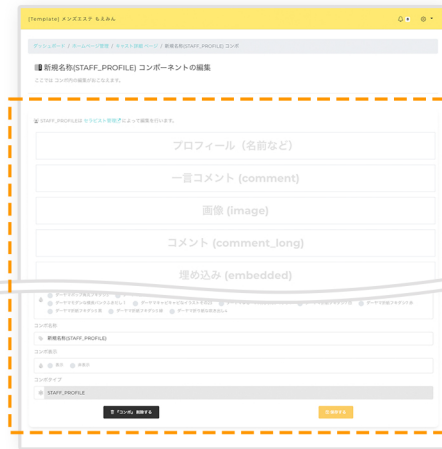 [Template] メンズエステ もえみん
ダッシュボード / ホームページ管理 / キャスト詳細 ページ / 新規名称(STAFF_PROFILE) コンポ
新規名称(STAFF_PROFILE) コンポーネントの編集
ここでは コンポ内の編集がおこなえます。
STAFF_PROFILEは セラピスト管理 によって編集を行います。
プロフィール（名前など）
一言コメント (comment)
画像 (image)
コメント (comment_long)
埋め込み (embedded)
コンポ名称
新規名称(STAFF_PROFILE)
コンポ表示
表示 非表示
コンポタイプ
STAFF_PROFILE
『コンポ』 削除する
保存する